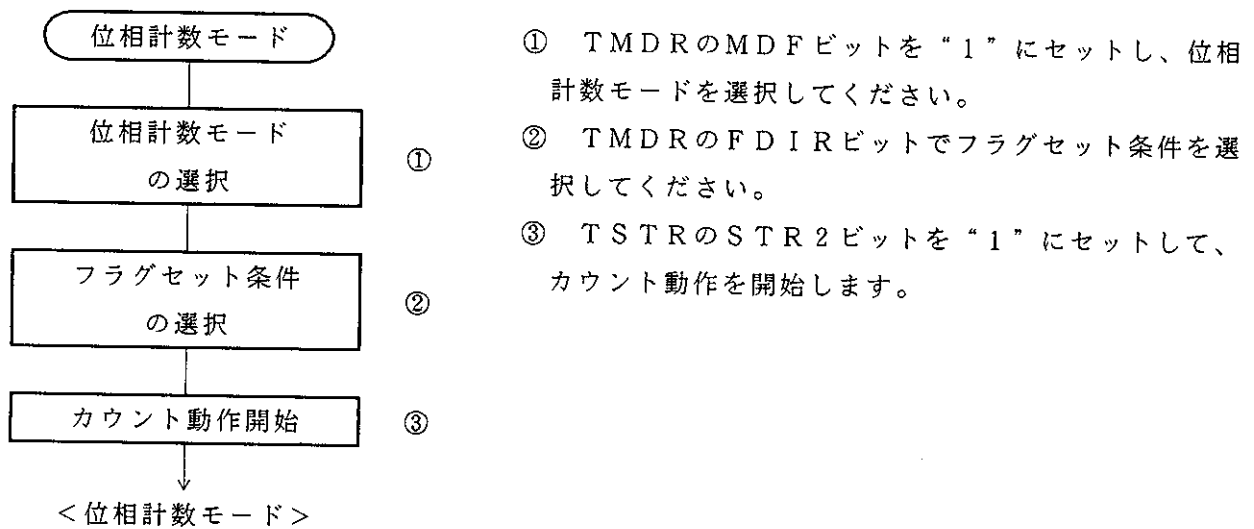 位相計数モード
位相計数モード
の選択
①
フラグセット条件
の選択
②
カウント動作開始
③
<位相計数モード>
① TMDRのMDFビットを“1”にセットし、位相
計数モードを選択してください。
② TMDRのFDIRビットでフラグセット条件を選
択してください。
③ TSTRのSTR2ビットを“1”にセットして、
カウント動作を開始します。